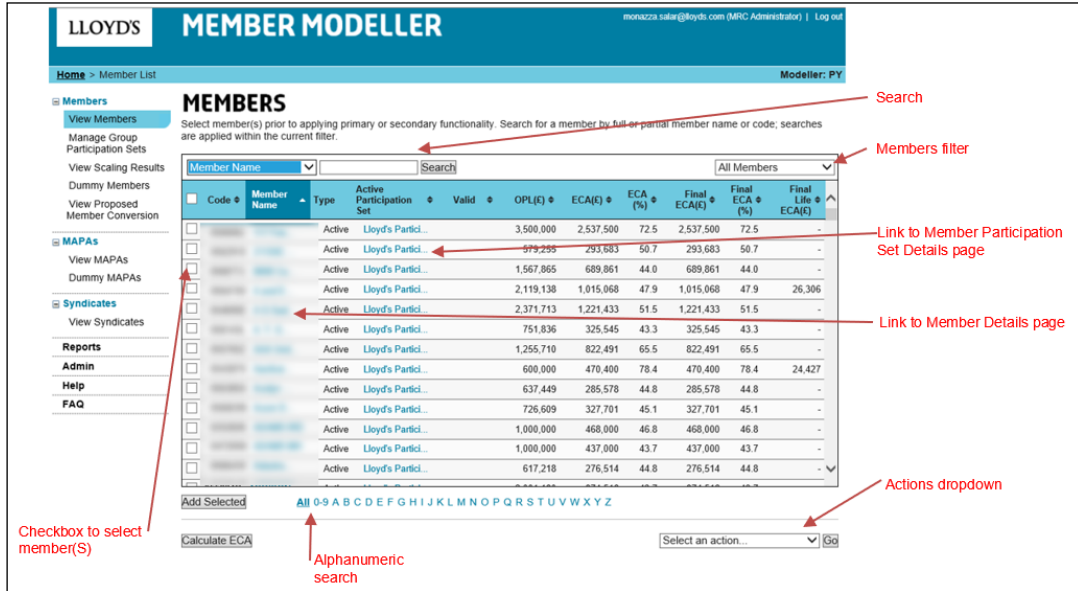 LLOYD'S
MEMBER MODELLER
monazza.salar@lloyds.com (MRC Administrator) | Log out
Home > Member List
Modeller: PY
Members
View Members
Manage Group
Participation Sets
View Scaling Results
Dummy Members
View Proposed
Member Conversion
MAPAs
View MAPAs
Dummy MAPAs
Syndicates
View Syndicates
Reports
Admin
Help
FAQ
MEMBERS
Select member(s) prior to applying primary or secondary functionality. Search for a member by full or partial member name or code; searches
are applied within the current filter.
Member Name Search All Members
Code Member Name Type Active Participation Set Valid OPL(£) ECA(£) ECA (%) Final ECA(£) Final ECA (%) Final Life ECA(£)
Active Lloyd's Partici... 3,500,000 2,537,500 72.5 2,537,500 72.5 -
Active Lloyd's Partici... 579,255 293,683 50.7 293,683 50.7 -
Active Lloyd's Partici... 1,567,865 689,861 44.0 689,861 44.0 -
Active Lloyd's Partici... 2,119,138 1,015,068 47.9 1,015,068 47.9 26,306
Active Lloyd's Partici... 2,371,713 1,221,433 51.5 1,221,433 51.5 -
Active Lloyd's Partici... 751,836 325,545 43.3 325,545 43.3 -
Active Lloyd's Partici... 1,255,710 822,491 65.5 822,491 65.5 -
Active Lloyd's Partici... 600,000 470,400 78.4 470,400 78.4 24,427
Active Lloyd's Partici... 637,449 285,578 44.8 285,578 44.8 -
Active Lloyd's Partici... 726,609 327,701 45.1 327,701 45.1 -
Active Lloyd's Partici... 1,000,000 468,000 46.8 468,000 46.8 -
Active Lloyd's Partici... 1,000,000 437,000 43.7 437,000 43.7 -
Active Lloyd's Partici... 617,218 276,514 44.8 276,514 44.8 -
Add Selected
All 0-9 A B C D E F G H I J K L M N O P Q R S T U V W X Y Z
Calculate ECA
Select an action... Go
Search
Members filter
Link to Member Participation
Set Details page
Link to Member Details page
Actions dropdown
Checkbox to select
member(S)
Alphanumeric
search